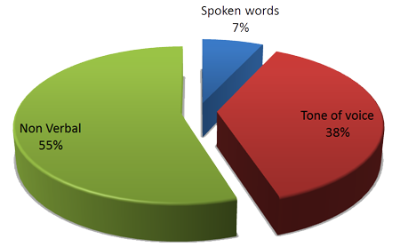 Spoken words
7%
Tone of voice
38%
Non Verbal
55%